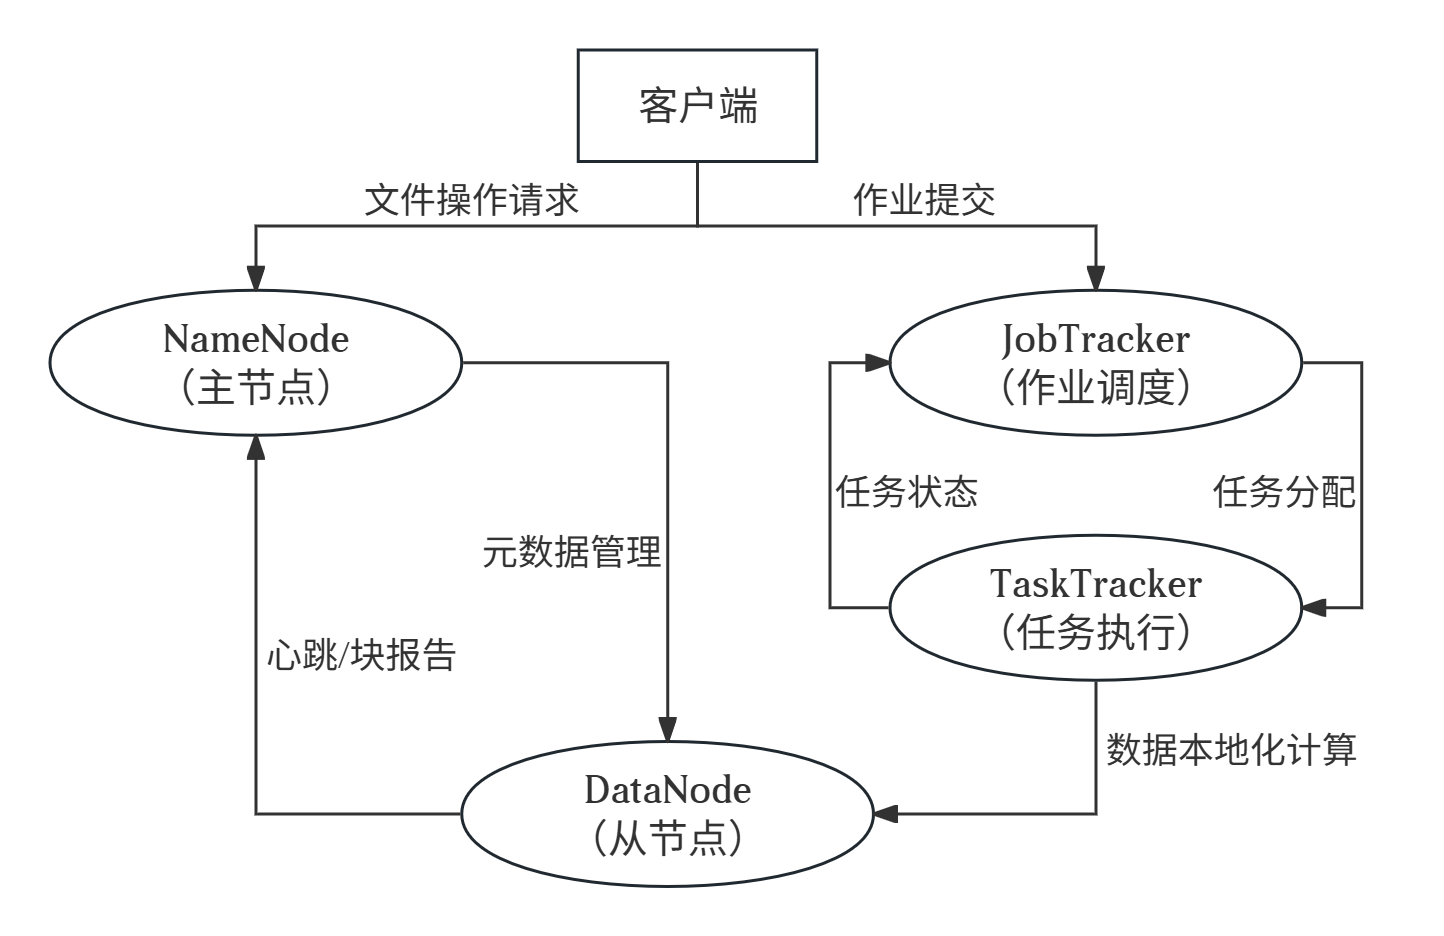 客户端
文件操作请求
作业提交
NameNode
（主节点）
JobTracker
（作业调度）
任务状态
任务分配
元数据管理
TaskTracker
（任务执行）
心跳/块报告
数据本地化计算
DataNode
（从节点）